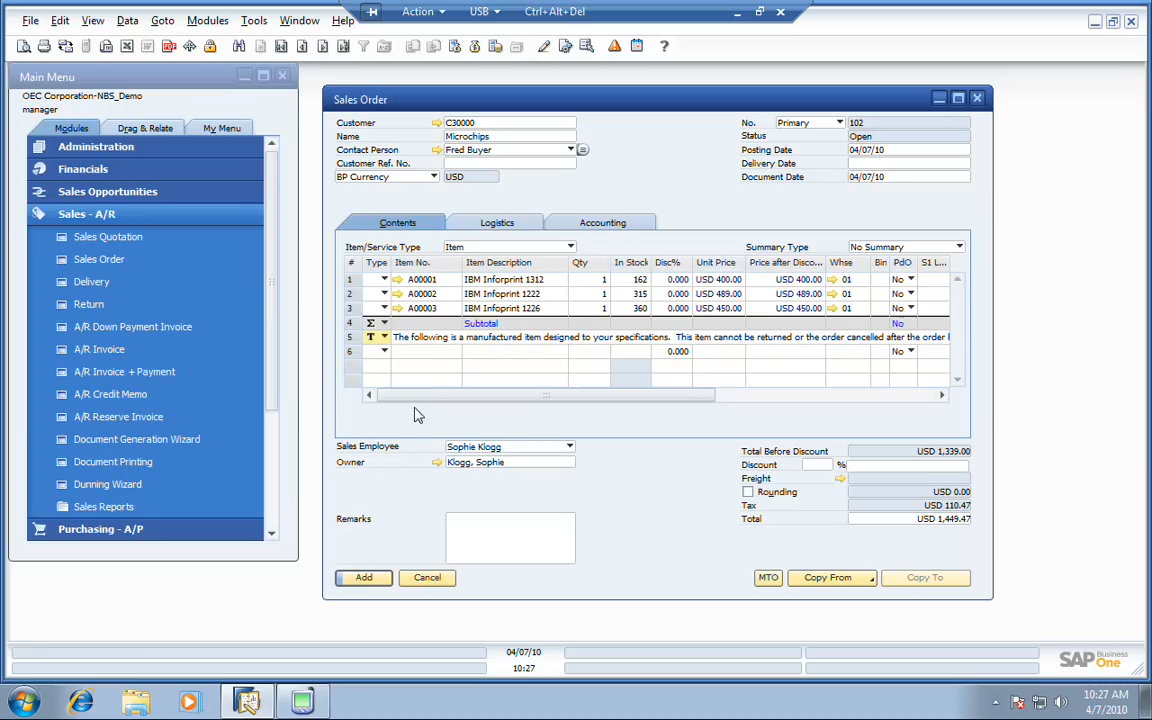 Action USB Ctrl+Alt+Del
File Edit View Data Goto Modules Tools Window Help
Main Menu
OEC Corporation-NBS_Demo
manager
Modules Drag & Relate My Menu
Administration
Financials
Sales Opportunities
Sales - A/R
Sales Quotation
Sales Order
Delivery
Return
A/R Down Payment Invoice
A/R Invoice
A/R Invoice + Payment
A/R Credit Memo
A/R Reserve Invoice
Document Generation Wizard
Document Printing
Dunning Wizard
Sales Reports
Purchasing - A/P
Sales Order
Customer C30000 No. Primary 102
Name Microchips Status Open
Contact Person Fred Buyer Posting Date 04/07/10
Customer Ref. No. Delivery Date
BP Currency USD Document Date 04/07/10
Contents Logistics Accounting
Item/Service Type Item Summary Type No Summary
# Type Item No. Item Description Qty In Stock Disc% Unit Price Price after Disco... Whse Bin PdO S1 L...
1 A00001 IBM Infoprint 1312 1 162 0.000 USD 400.00 USD 400.00 01 No
2 A00002 IBM Infoprint 1222 1 315 0.000 USD 489.00 USD 489.00 01 No
3 A00003 IBM Infoprint 1226 1 360 0.000 USD 450.00 USD 450.00 01 No
4 Σ Subtotal No
5 T The following is a manufactured item designed to your specifications. This item cannot be returned or the order cancelled after the order
6 0.000 No
Sales Employee Sophie Klogg
Owner Klogg, Sophie
Total Before Discount USD 1,339.00
Discount %
Freight
Rounding USD 0.00
Tax USD 110.47
Total USD 1,449.47
Remarks
Add Cancel MTO Copy From Copy To
04/07/10
10:27
SAP Business One
10:27 AM
4/7/2010